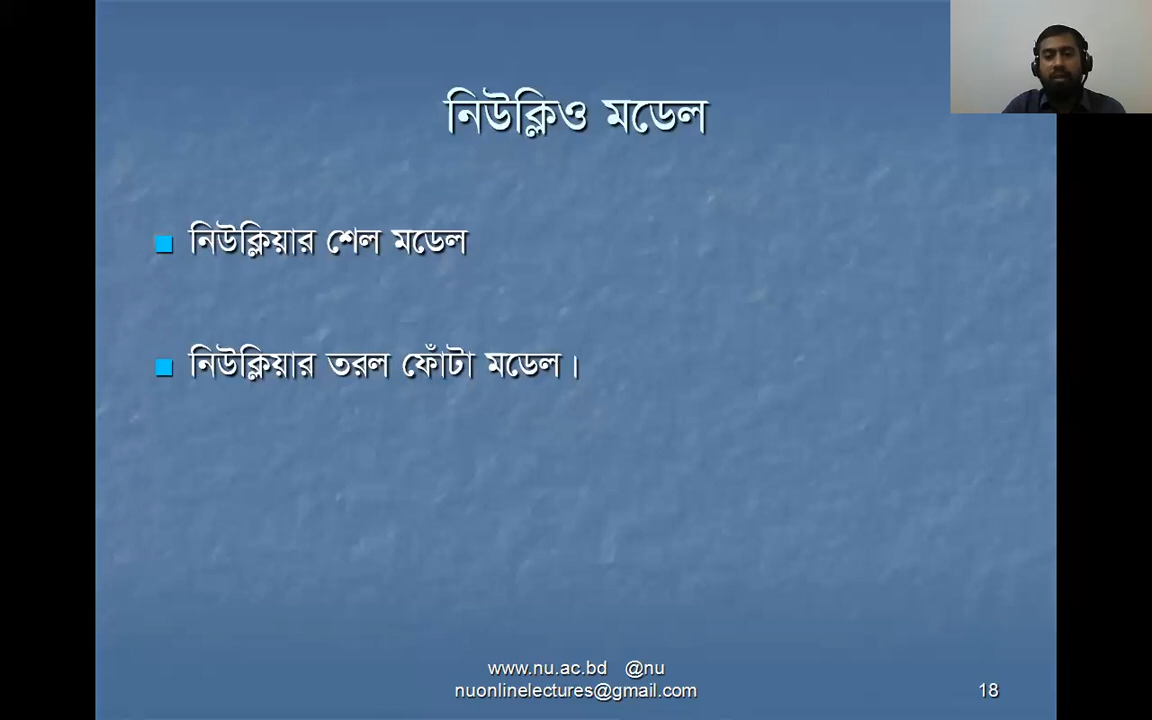 নিউক্লিও মডেল
নিউক্লিয়ার শেল মডেল
নিউক্লিয়ার তরল ফোঁটা মডেল।
www.nu.ac.bd @nu
nuonlinelectures@gmail.com
18